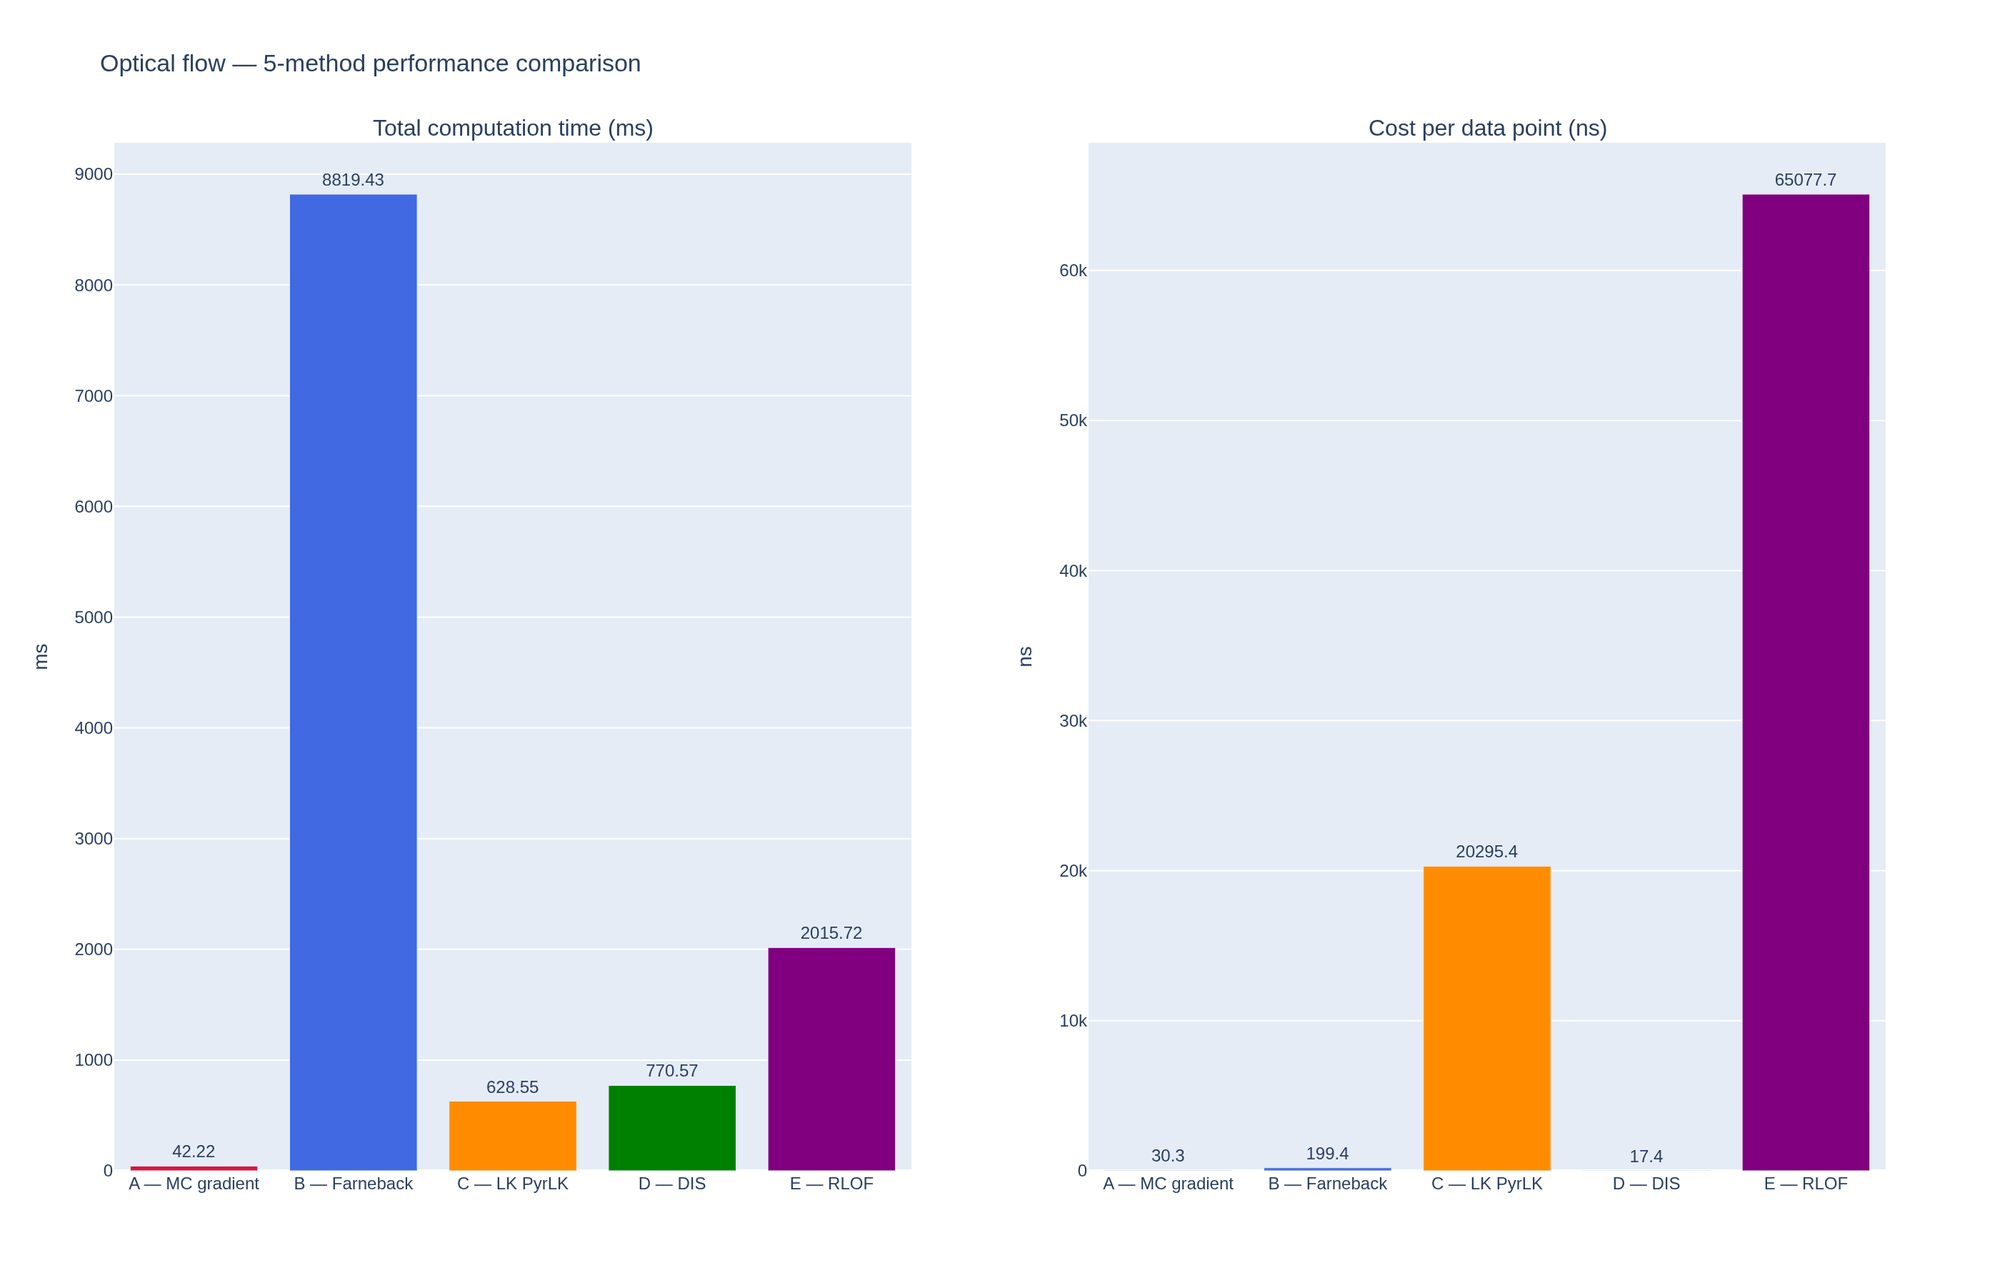 Optical flow — 5-method performance comparison
Total computation time (ms)
9000
8000
7000
6000
5000
4000
3000
2000
1000
0
ms
8819.43
2015.72
770.57
628.55
42.22
A — MC gradient
B — Farneback
C — LK PyrLK
D — DIS
E — RLOF
Cost per data point (ns)
60k
50k
40k
30k
20k
10k
0
ns
65077.7
20295.4
199.4
30.3
17.4
A — MC gradient
B — Farneback
C — LK PyrLK
D — DIS
E — RLOF